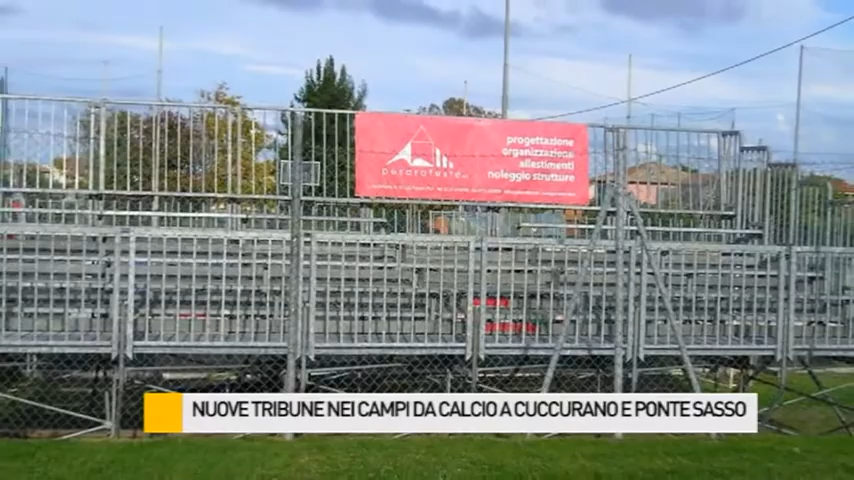 progettazione
organizzazione
allestimenti
noleggio strutture
pesarofeste
NUOVE TRIBUNE NEI CAMPI DA CALCIO A CUCCURANO E PONTE SASSO